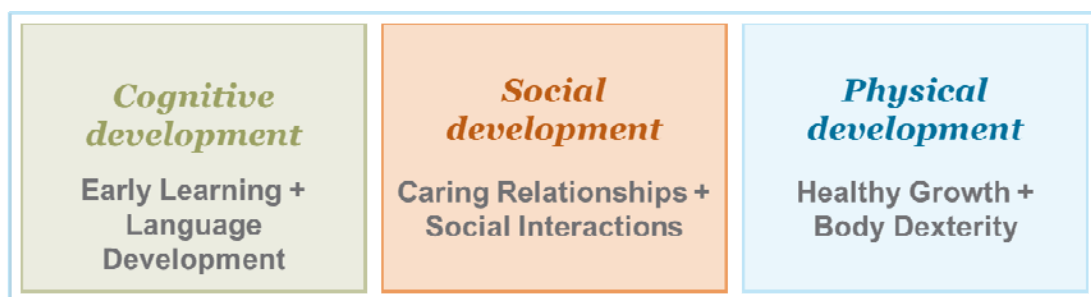 Cognitive
development
Early Learning +
Language
Development
Social
development
Caring Relationships +
Social Interactions
Physical
development
Healthy Growth +
Body Dexterity